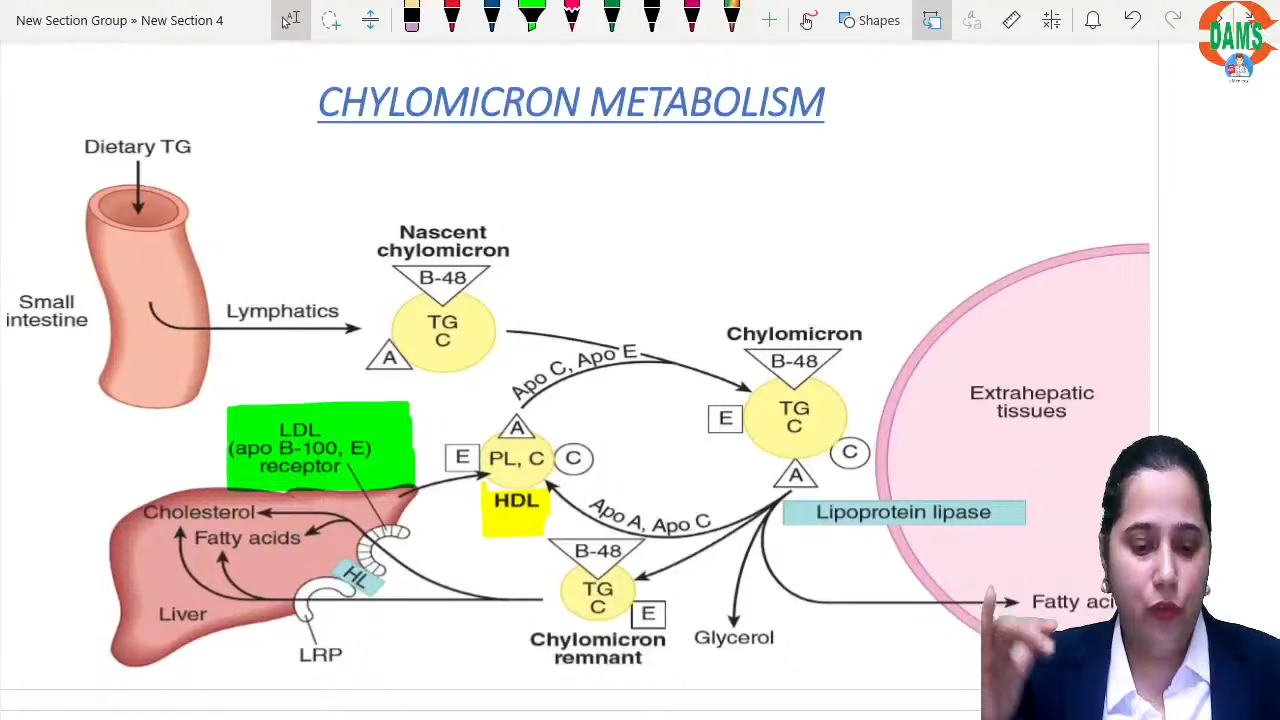 New Section Group » New Section 4
Shapes
DAMS
CHYLOMICRON METABOLISM
Dietary TG
Small
intestine
Lymphatics
Nascent
chylomicron
B-48
TG
C
A
Apo C, Apo E
Chylomicron
B-48
TG
C
E
C
A
Extrahepatic
tissues
LDL
(apo B-100, E)
receptor
A
E
PL, C
C
HDL
Apo A, Apo C
Lipoprotein lipase
Cholesterol
Fatty acids
HL
Liver
LRP
B-48
TG
C
E
Chylomicron
remnant
Glycerol
Fatty aci